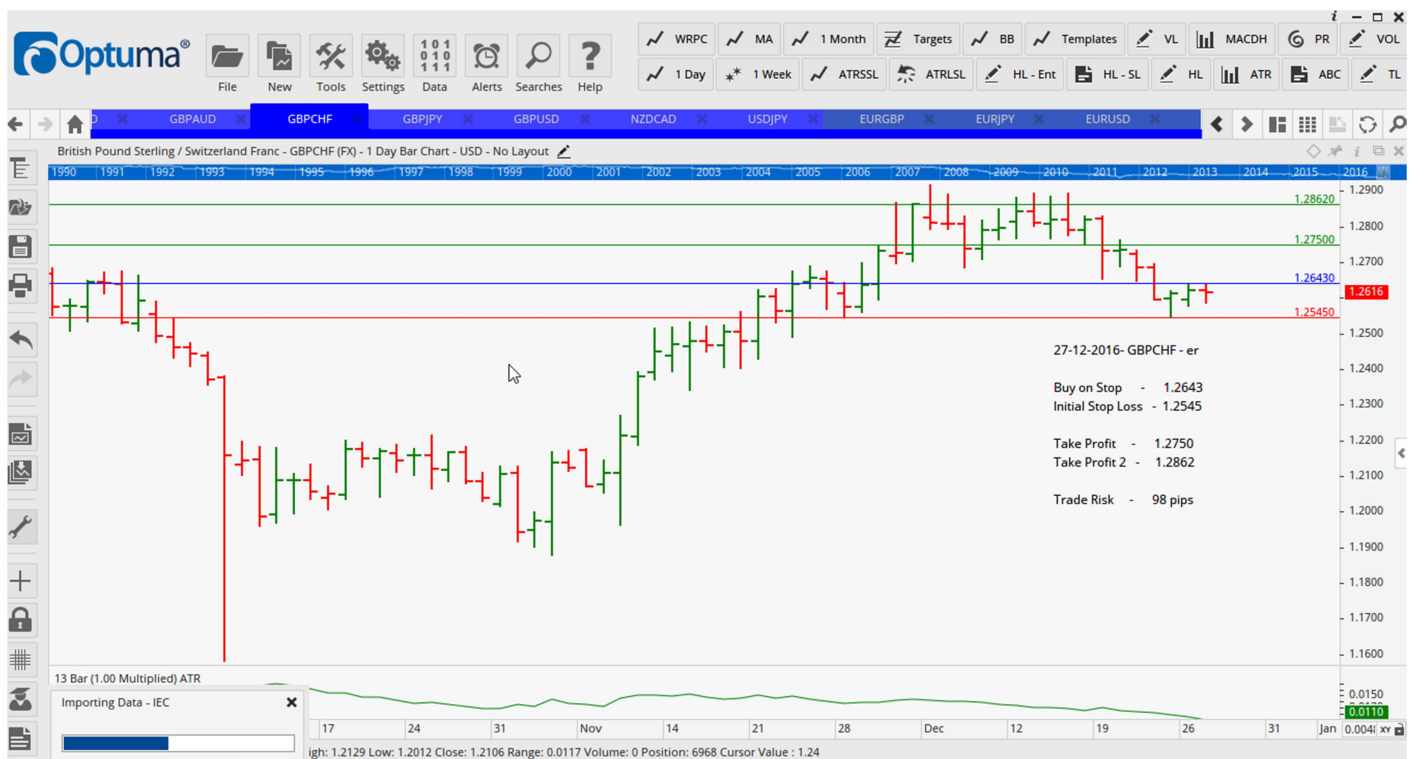 Optuma®
File New Tools Settings Data Alerts Searches Help
101
010
111
i
WRPC MA 1 Month Targets BB Templates VL MACDH PR VOL
1 Day 1 Week ATRSSL ATRLSL HL - Ent HL - SL HL ATR ABC TL
D GBPAUD GBPCHF GBPJPY GBPUSD NZDCAD USDJPY EURGBP EURJPY EURUSD
British Pound Sterling / Switzerland Franc - GBPCHF (FX) - 1 Day Bar Chart - USD - No Layout
1990 1991 1992 1993 1994 1995 1996 1997 1998 1999 2000 2001 2002 2003 2004 2005 2006 2007 2008 2009 2010 2011 2012 2013 2014 2015 2016
1.2900
1.28620
1.2800
1.27500
1.2700
1.26430
1.2616
1.25450
1.2500
27-12-2016- GBPCHF - er
1.2400
Buy on Stop - 1.2643
Initial Stop Loss - 1.2545
1.2300
Take Profit - 1.2750
1.2200
Take Profit 2 - 1.2862
1.2100
Trade Risk - 98 pips
1.2000
1.1900
1.1800
1.1700
1.1600
13 Bar (1.00 Multiplied) ATR
0.0150
0.0110
Importing Data - IEC
17 24 31 Nov 14 21 28 Dec 12 19 26 31 Jan
XY
igh: 1.2129 Low: 1.2012 Close: 1.2106 Range: 0.0117 Volume: 0 Position: 6968 Cursor Value : 1.24